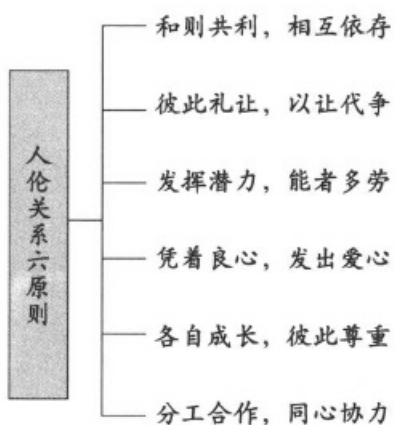 人伦关系六原则
和则共利，相互依存
彼此礼让，以让代争
发挥潜力，能者多劳
凭着良心，发出爱心
各自成长，彼此尊重
分工合作，同心协力